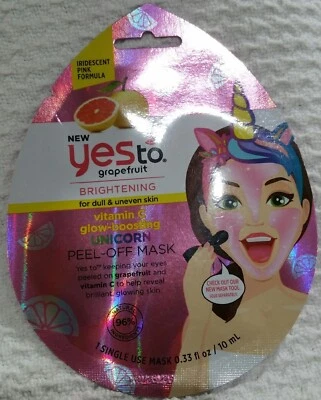 IRIDESCENT
PINK
FORMULA
NEW
yes to
grapefruit
BRIGHTENING
for dull & uneven skin
vitamin C
glow-boosting
UNICORN
PEEL-OFF MASK
Yes to keeping your eyes
peeled on grapefruit and
vitamin C to help reveal
brilliant, glowing skin.
CHECK OUT OUR
NEW MASK TOOL
96%
1 SINGLE USE MASK 0.33 fl oz / 10 mL